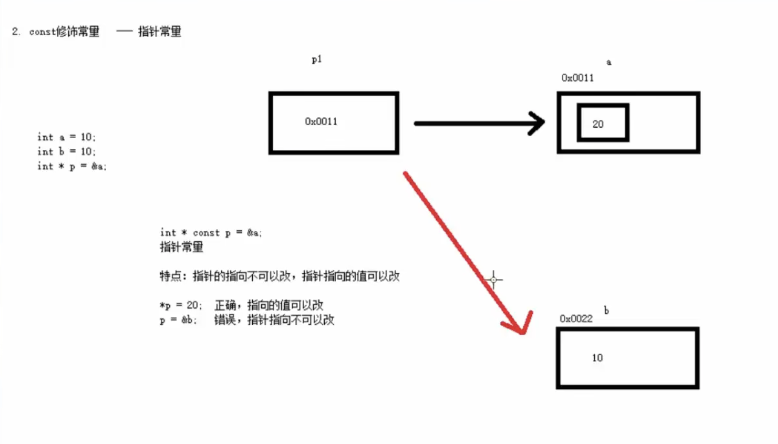 2. const修饰常量 —— 指针常量
p1
a
0x0011
0x0011
20
int a = 10;
int b = 10;
int * p = &a;
int * const p = &a;
指针常量
特点：指针的指向不可以改，指针指向的值可以改
*p = 20; 正确，指向的值可以改
p = &b; 错误，指针指向不可以改
b
0x0022
10